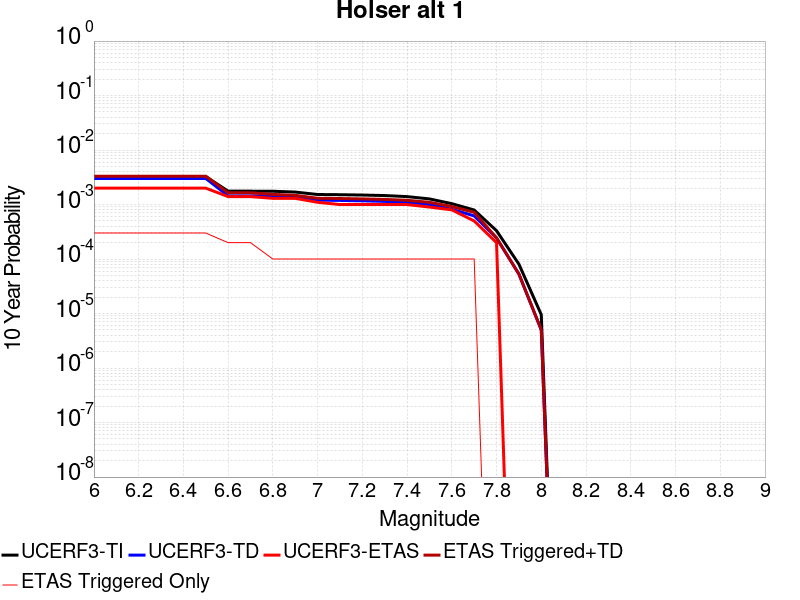 Holser alt 1
10 0
10 -1
10 -2
10 -3
10 -4
10 -5
10 -6
10 -7
10 -8
10 Year Probability
6 6.2 6.4 6.6 6.8 7 7.2 7.4 7.6 7.8 8 8.2 8.4 8.6 8.8 9
Magnitude
UCERF3-TI UCERF3-TD UCERF3-ETAS ETAS Triggered+TD
ETAS Triggered Only